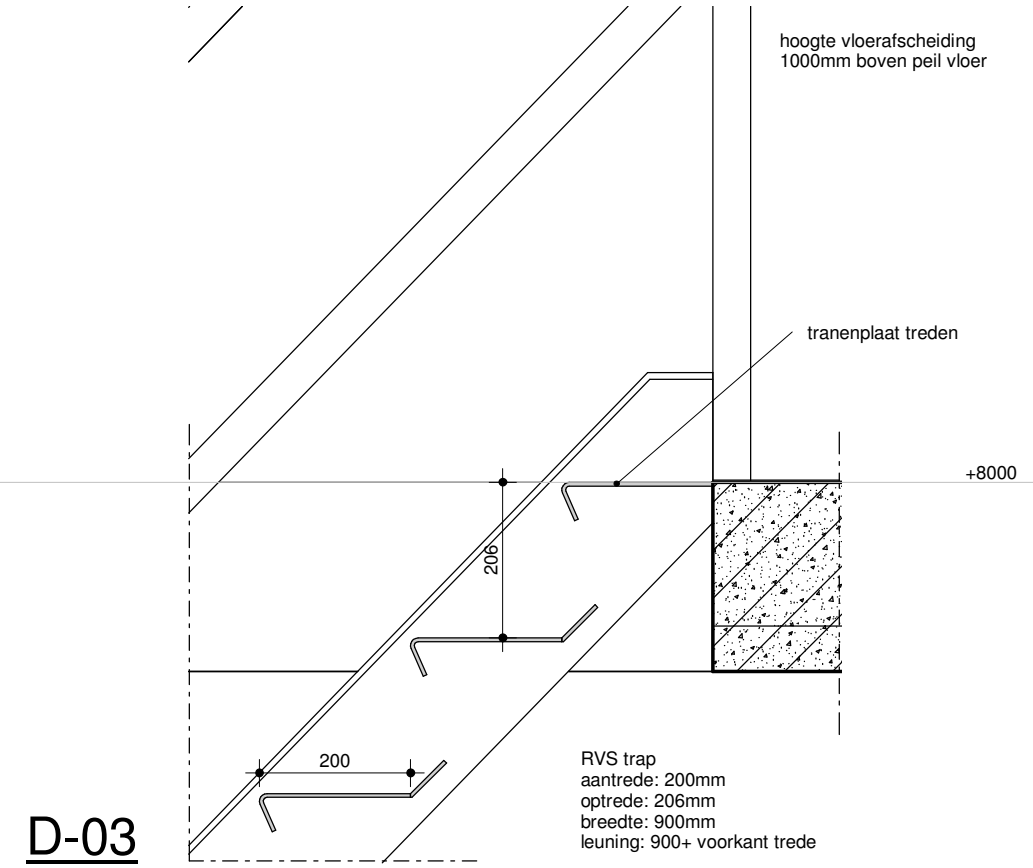 hoogte vloerafscheiding
1000mm boven peil vloer
tranenplaat treden
+8000
206
200
RVS trap
aantrede: 200mm
optrede: 206mm
breedte: 900mm
leuning: 900+ voorkant trede
D-03